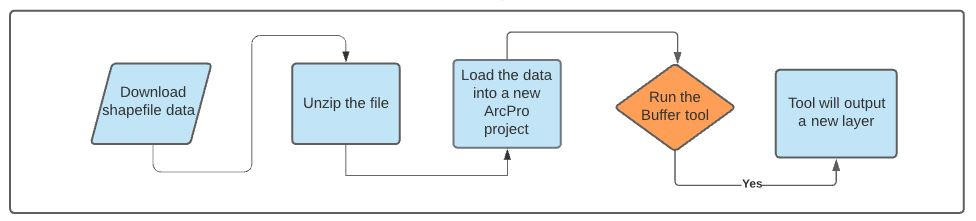 Download
shapefile data
Unzip the file
Load the data
into a new
ArcPro
project
Run the
Buffer tool
Yes
Tool will output
a new layer